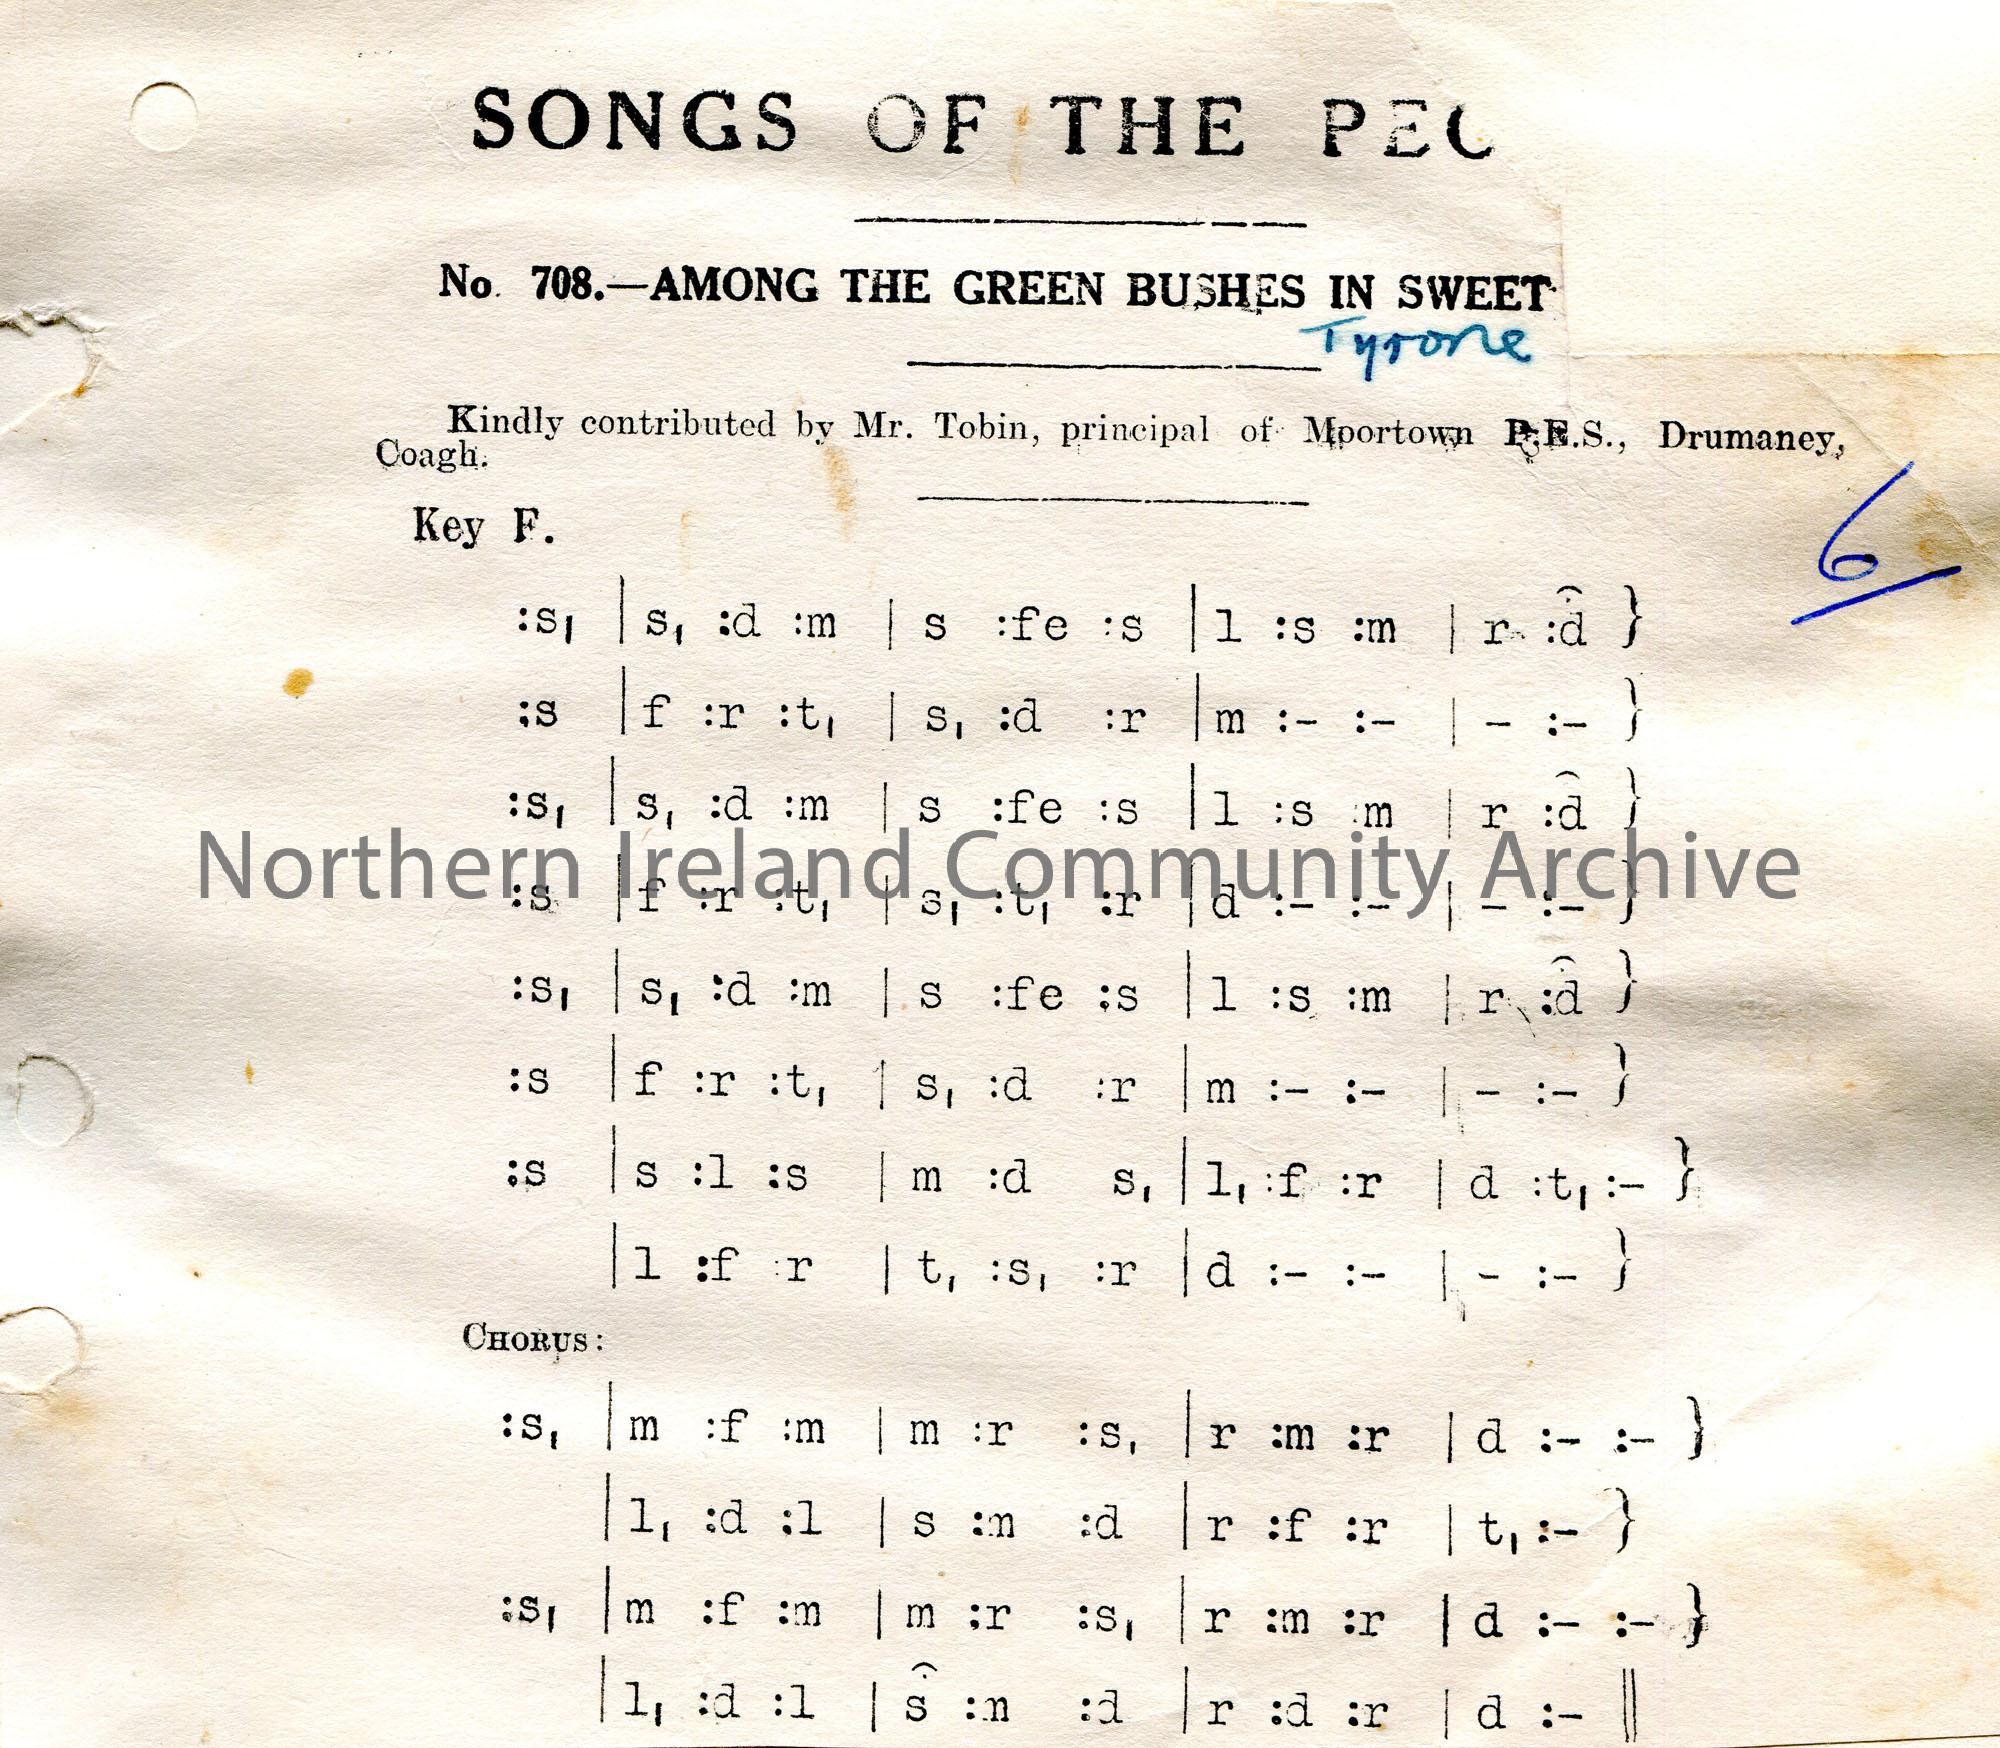 SONGS OF THE PEO
No. 708.—AMONG THE GREEN BUSHES IN SWEET
Tyrone
Kindly contributed by Mr. Tobin, principal of Moortown P.E.S., Drumaney,
Coagh.
6
Key F.
:s, | s, :d :m | s :fe :s | l :s :m | r :d }
:s | f :r :t, | s, :d :r | m :– :– | – :– }
:s, | s, :d :m | s :fe :s | l :s :m | r :d }
:s | f :r :t, | s, :t, :r | d :– :– | – :– }
:s, | s, :d :m | s :fe :s | l :s :m | r :d }
:s | f :r :t, | s, :d :r | m :– :– | – :– }
:s | s :l :s | m :d s, | l, :f :r | d :t, :– }
| l :f :r | t, :s, :r | d :– :– | – :– }
CHORUS:
:s, | m :f :m | m :r :s, | r :m :r | d :– :– }
| l, :d :l | s :m :d | r :f :r | t, :– }
:s, | m :f :m | m :r :s, | r :m :r | d :– :– }
| l, :d :l | s :m :d | r :d :r | d :– ||
Northern Ireland Community Archive